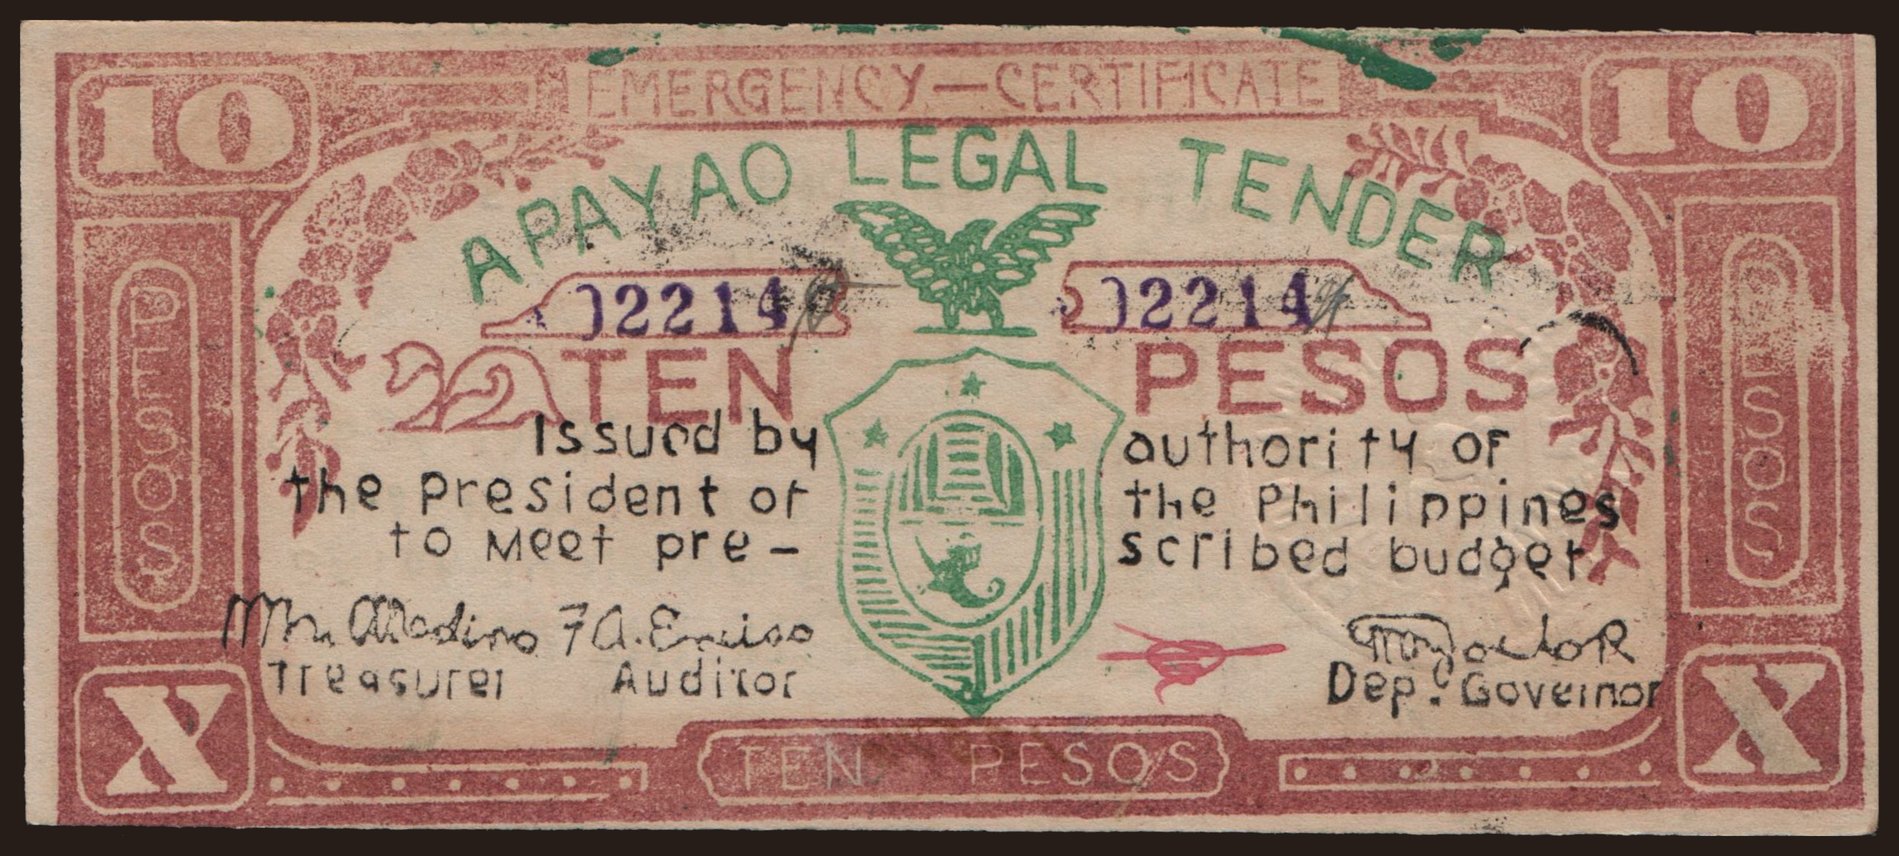 10 EMERGENCY—CERTIFICATE 10
APAYAO LEGAL TENDER
02214 02214
TEN PESOS
PESOS PESOS
Issued by authority of
the president of the Philippines
to Meet pre- scribed budget
Treasurer Auditor Dep. Governor
X TEN PESOS X